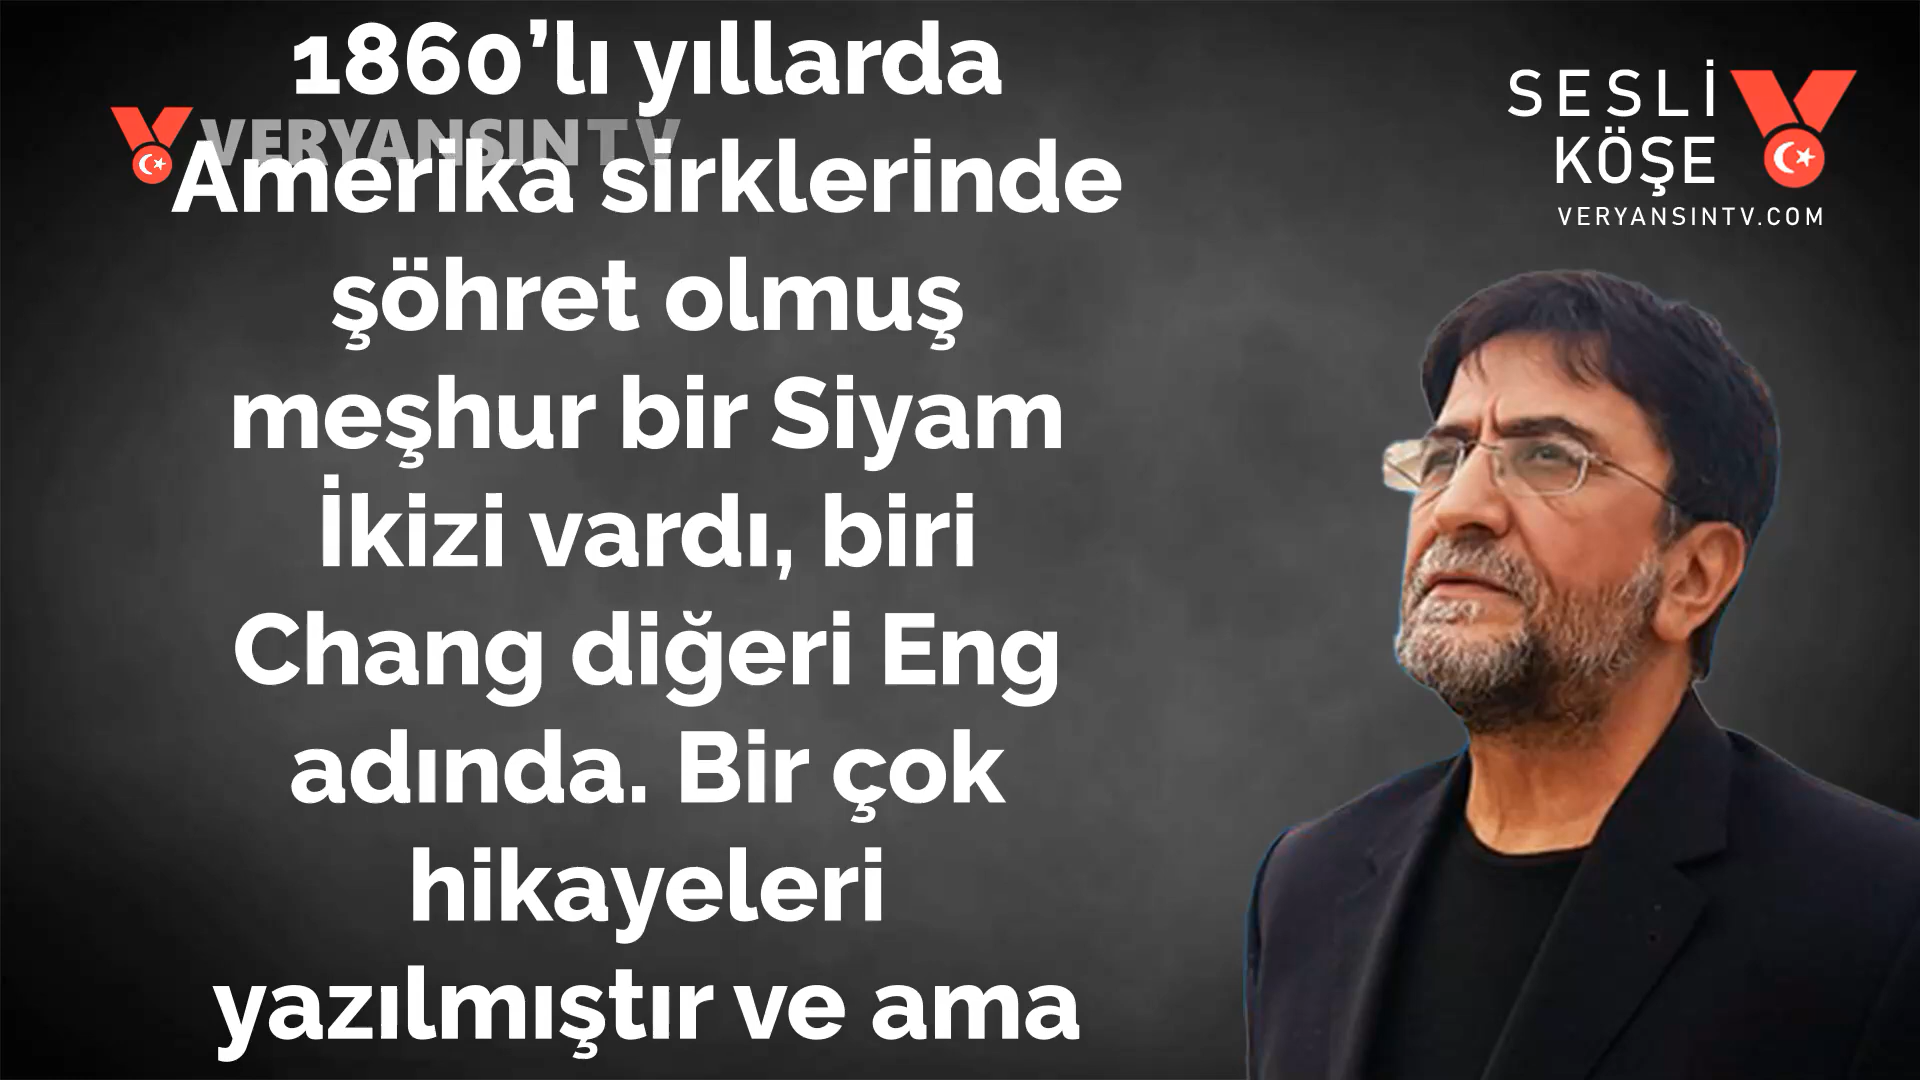 1860’lı yıllarda
VERYANSINTV
Amerika sirklerinde
şöhret olmuş
meşhur bir Siyam
İkizi vardı, biri
Chang diğeri Eng
adında. Bir çok
hikayeleri
yazılmıştır ve ama
SESLİ
KÖŞE
VERYANSINTV.COM